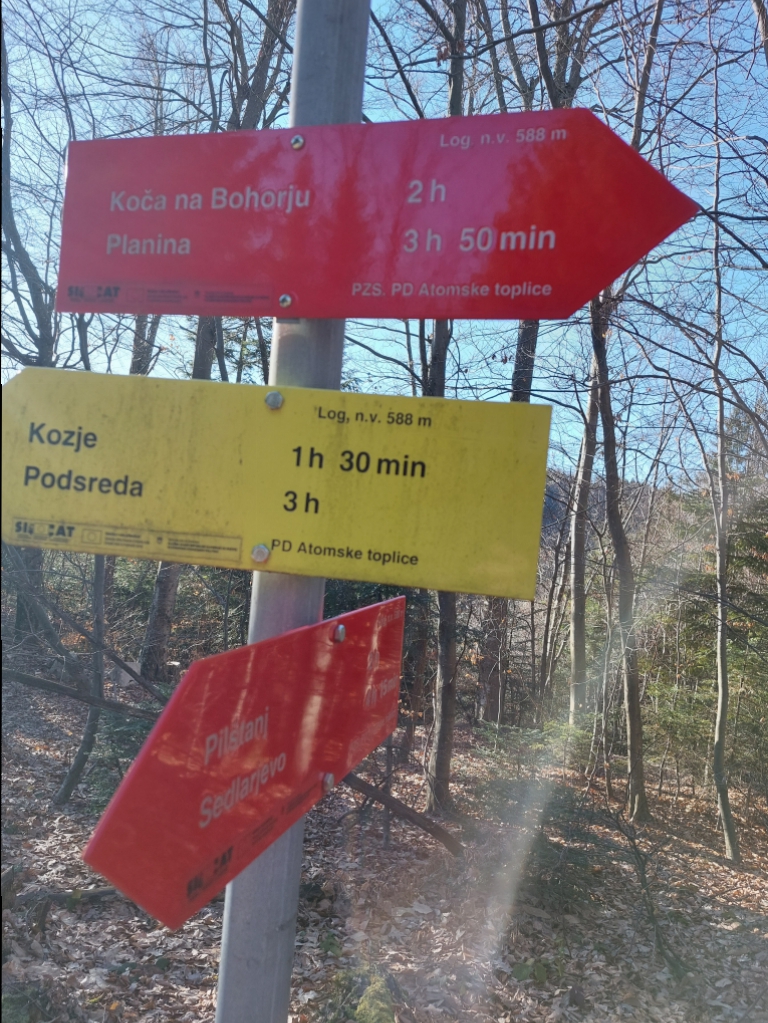 Log n.v. 588 m
Koča na Bohorju 2 h
Planina 3 h 50 min
PZS. PD Atomske toplice
Log, n.v. 588 m
Kozje 1 h 30 min
Podsreda 3 h
PD Atomske toplice
Pilštanj
Sedlarjevo